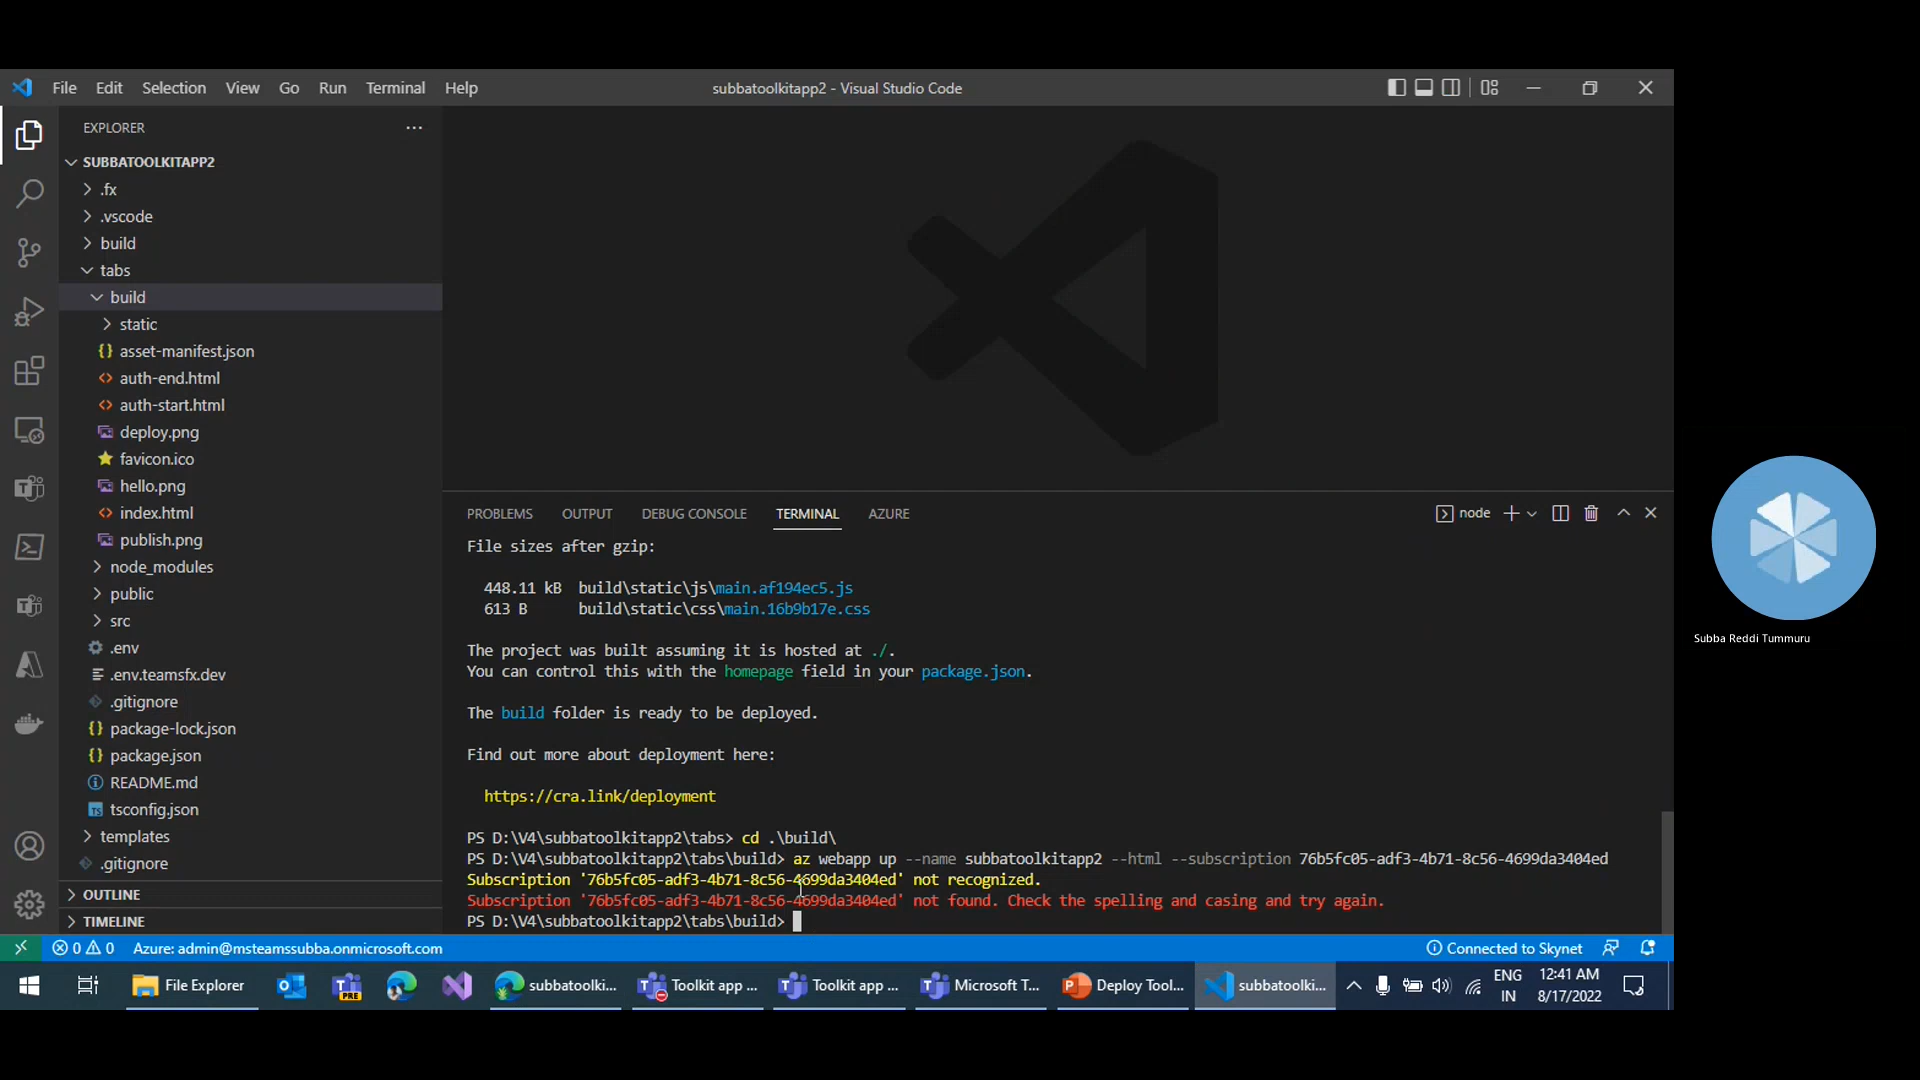 File Edit Selection View Go Run Terminal Help
subbatoolkitapp2 - Visual Studio Code
EXPLORER
SUBBATOOLKITAPP2
.fx
.vscode
build
tabs
build
static
{} asset-manifest.json
<> auth-end.html
<> auth-start.html
deploy.png
favicon.ico
hello.png
<> index.html
publish.png
node_modules
public
src
.env
.env.teamsfx.dev
.gitignore
{} package-lock.json
{} package.json
README.md
TS tsconfig.json
templates
.gitignore
OUTLINE
TIMELINE
PROBLEMS OUTPUT DEBUG CONSOLE TERMINAL AZURE
node
File sizes after gzip:
448.11 kB build\static\js\main.af194ec5.js
613 B build\static\css\main.16b9b17e.css
The project was built assuming it is hosted at ./.
You can control this with the homepage field in your package.json.
The build folder is ready to be deployed.
Find out more about deployment here:
https://cra.link/deployment
PS D:\V4\subbatoolkitapp2\tabs> cd .\build\
PS D:\V4\subbatoolkitapp2\tabs\build> az webapp up --name subbatoolkitapp2 --html --subscription 76b5fc05-adf3-4b71-8c56-4699da3404ed
Subscription '76b5fc05-adf3-4b71-8c56-4699da3404ed' not recognized.
Subscription '76b5fc05-adf3-4b71-8c56-4699da3404ed' not found. Check the spelling and casing and try again.
PS D:\V4\subbatoolkitapp2\tabs\build>
0 0 Azure: admin@msteamssubba.onmicrosoft.com
Connected to Skynet
File Explorer
PRE
subbatoolki...
Toolkit app ...
Toolkit app ...
Microsoft T...
Deploy Tool...
subbatoolki...
ENG
IN
12:41 AM
8/17/2022
Subba Reddi Tummuru